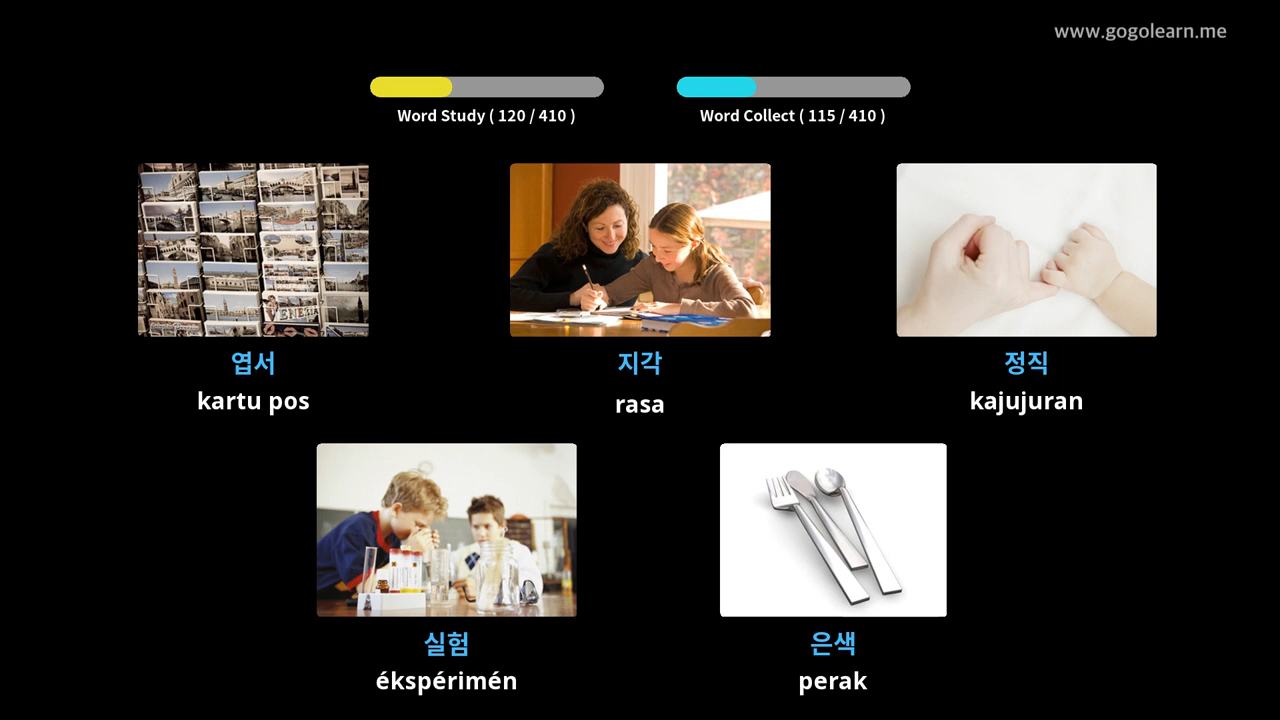 www.gogolearn.me
Word Study ( 120 / 410 )
Word Collect ( 115 / 410 )
엽서
kartu pos
지각
rasa
정직
kajujuran
실험
ékspérimén
은색
perak